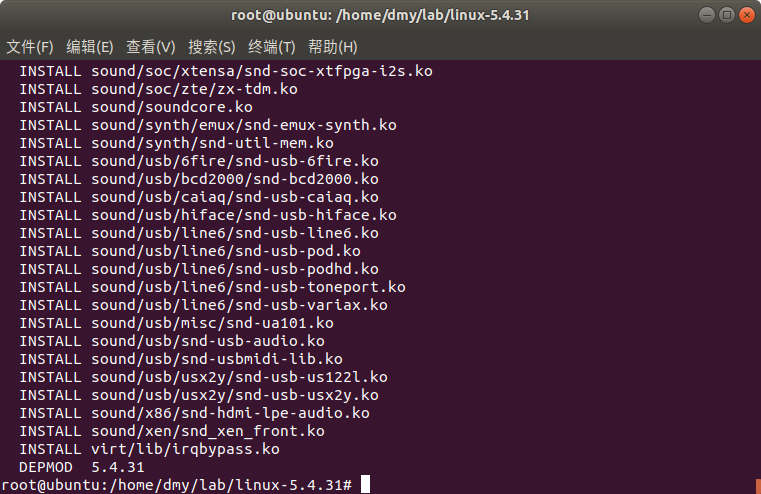 root@ubuntu: /home/dmy/lab/linux-5.4.31
文件(F) 编辑(E) 查看(V) 搜索(S) 终端(T) 帮助(H)
INSTALL sound/soc/xtensa/snd-soc-xtfpga-i2s.ko
INSTALL sound/soc/zte/zx-tdm.ko
INSTALL sound/soundcore.ko
INSTALL sound/synth/emux/snd-emux-synth.ko
INSTALL sound/synth/snd-util-mem.ko
INSTALL sound/usb/6fire/snd-usb-6fire.ko
INSTALL sound/usb/bcd2000/snd-bcd2000.ko
INSTALL sound/usb/caiaq/snd-usb-caiaq.ko
INSTALL sound/usb/hiface/snd-usb-hiface.ko
INSTALL sound/usb/line6/snd-usb-line6.ko
INSTALL sound/usb/line6/snd-usb-pod.ko
INSTALL sound/usb/line6/snd-usb-podhd.ko
INSTALL sound/usb/line6/snd-usb-toneport.ko
INSTALL sound/usb/line6/snd-usb-variax.ko
INSTALL sound/usb/misc/snd-ua101.ko
INSTALL sound/usb/snd-usb-audio.ko
INSTALL sound/usb/snd-usbmidi-lib.ko
INSTALL sound/usb/usx2y/snd-usb-us122l.ko
INSTALL sound/usb/usx2y/snd-usb-usx2y.ko
INSTALL sound/x86/snd-hdmi-lpe-audio.ko
INSTALL sound/xen/snd_xen_front.ko
INSTALL virt/lib/irqbypass.ko
DEPMOD  5.4.31
root@ubuntu:/home/dmy/lab/linux-5.4.31#